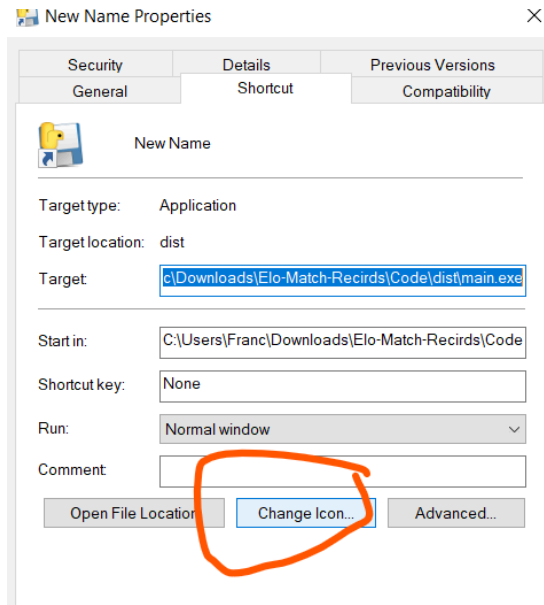 New Name Properties
Security Details Previous Versions
General Shortcut Compatibility
New Name
Target type: Application
Target location: dist
Target: c\Downloads\Elo-Match-Recirds\Code\dist\main.exe
Start in: C:\Users\Franc\Downloads\Elo-Match-Recirds\Code
Shortcut key: None
Run: Normal window
Comment:
Open File Location Change Icon... Advanced...